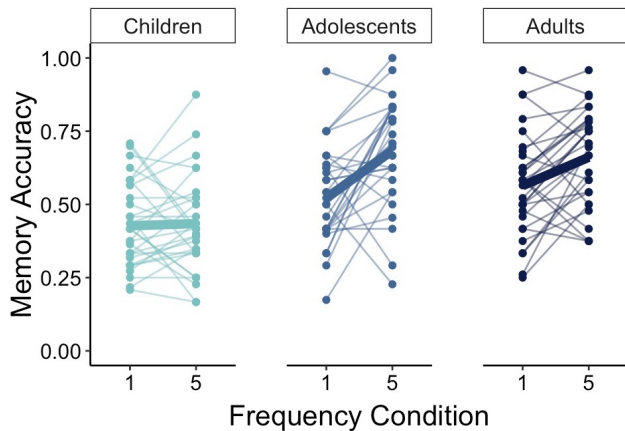 Children Adolescents Adults
Memory Accuracy
1.00
0.75
0.50
0.25
0.00
1 5 1 5 1 5
Frequency Condition